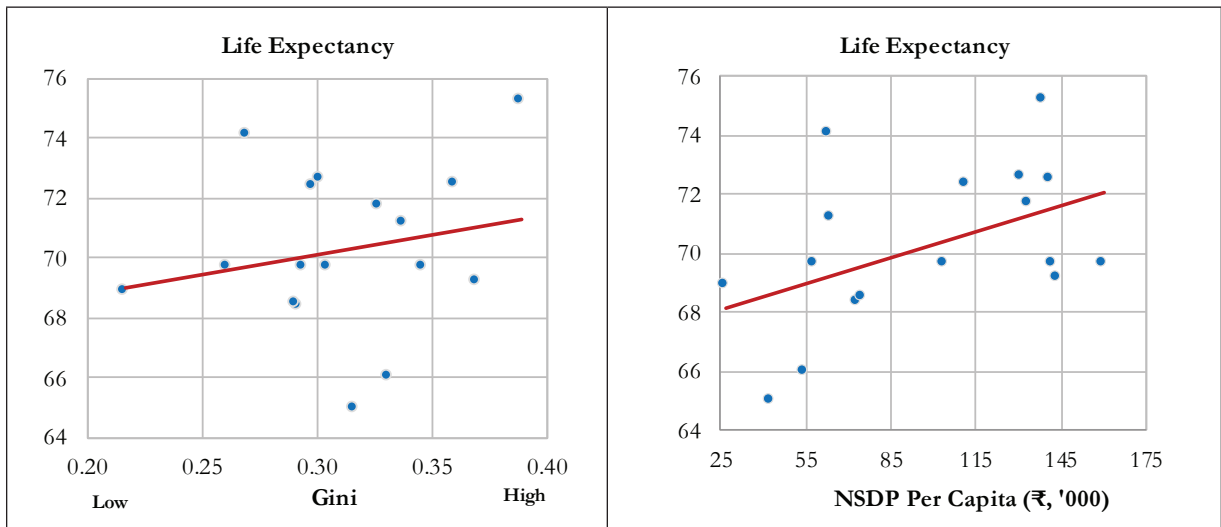 Life Expectancy
76
74
72
70
68
66
64
0.20 0.25 0.30 0.35 0.40
Low Gini High
Life Expectancy
76
74
72
70
68
66
64
25 55 85 115 145 175
NSDP Per Capita (₹, '000)